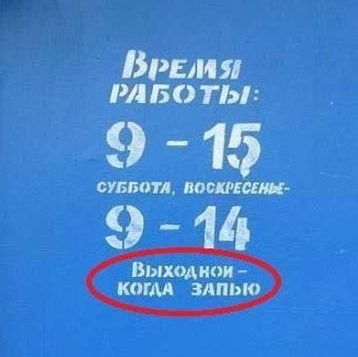 Время
работы:
9 – 15
суббота, воскресенье-
9 – 14
Выходной –
когда запью